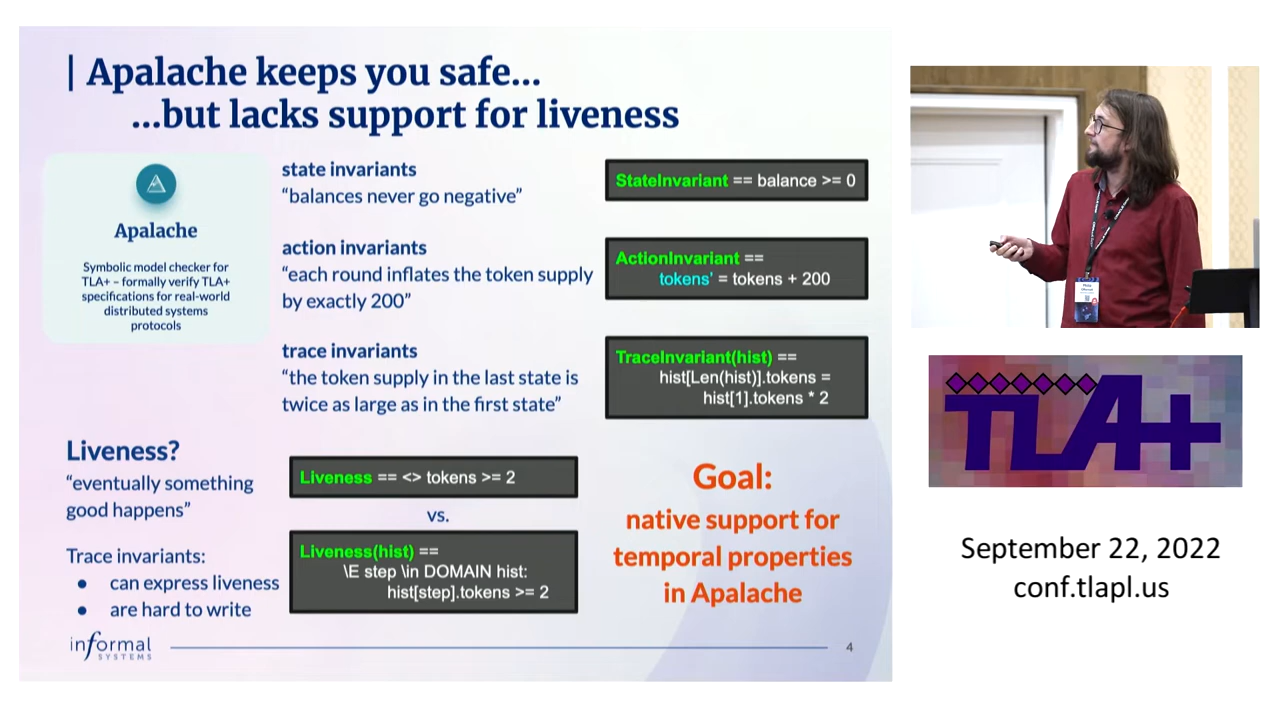 | Apalache keeps you safe...
...but lacks support for liveness
Apalache
Symbolic model checker for
TLA+ – formally verify TLA+
specifications for real-world
distributed systems
protocols
state invariants
“balances never go negative”
StateInvariant == balance >= 0
action invariants
“each round inflates the token supply
by exactly 200”
ActionInvariant ==
tokens' = tokens + 200
trace invariants
“the token supply in the last state is
twice as large as in the first state”
TraceInvariant(hist) ==
hist[Len(hist)].tokens =
hist[1].tokens * 2
Liveness?
“eventually something
good happens”
Trace invariants:
● can express liveness
● are hard to write
Liveness == <> tokens >= 2
vs.
Liveness(hist) ==
\E step \in DOMAIN hist:
hist[step].tokens >= 2
Goal:
native support for
temporal properties
in Apalache
informal
SYSTEMS
4
TLA+
September 22, 2022
conf.tlapl.us